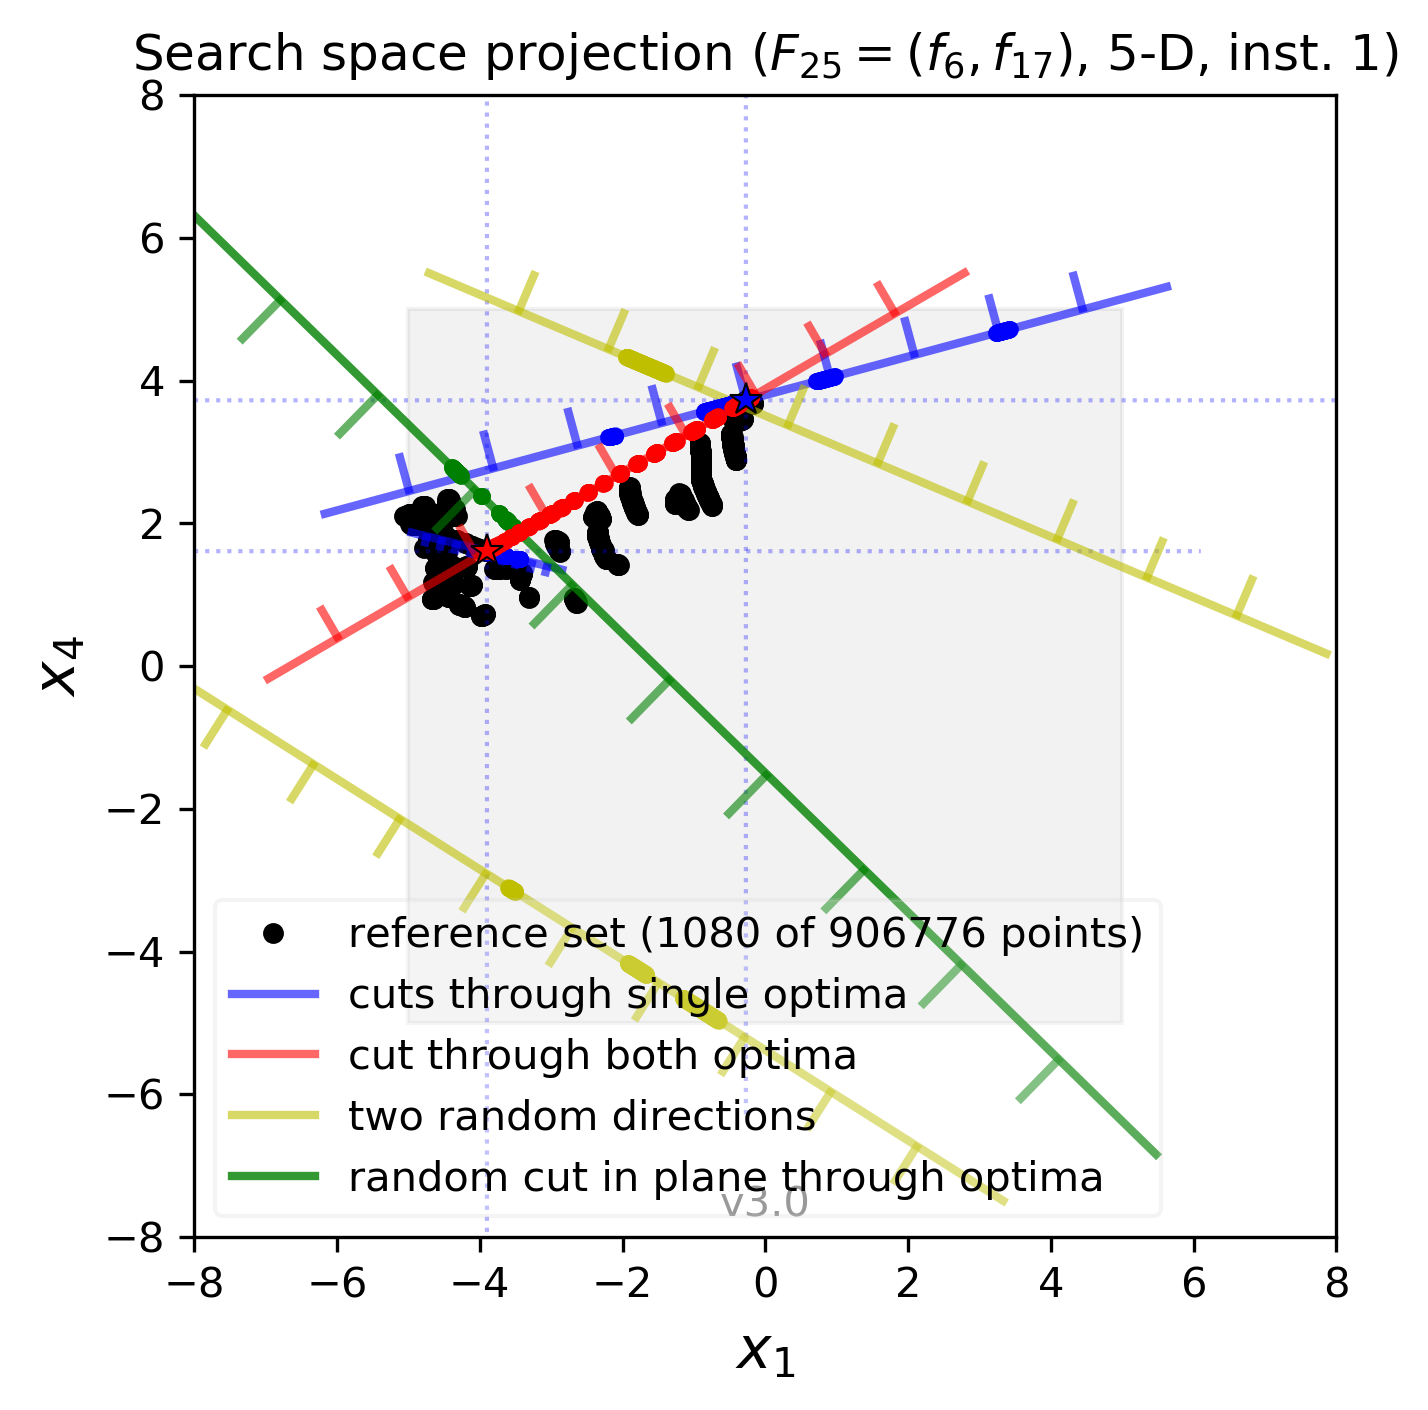 Search space projection (F25 = (f6, f17), 5-D, inst. 1)
8
6
4
2
0
−2
−4
−6
−8
x4
reference set (1080 of 906776 points)
cuts through single optima
cut through both optima
two random directions
random cut in plane through optima
v3.0
−8 −6 −4 −2 0 2 4 6 8
x1